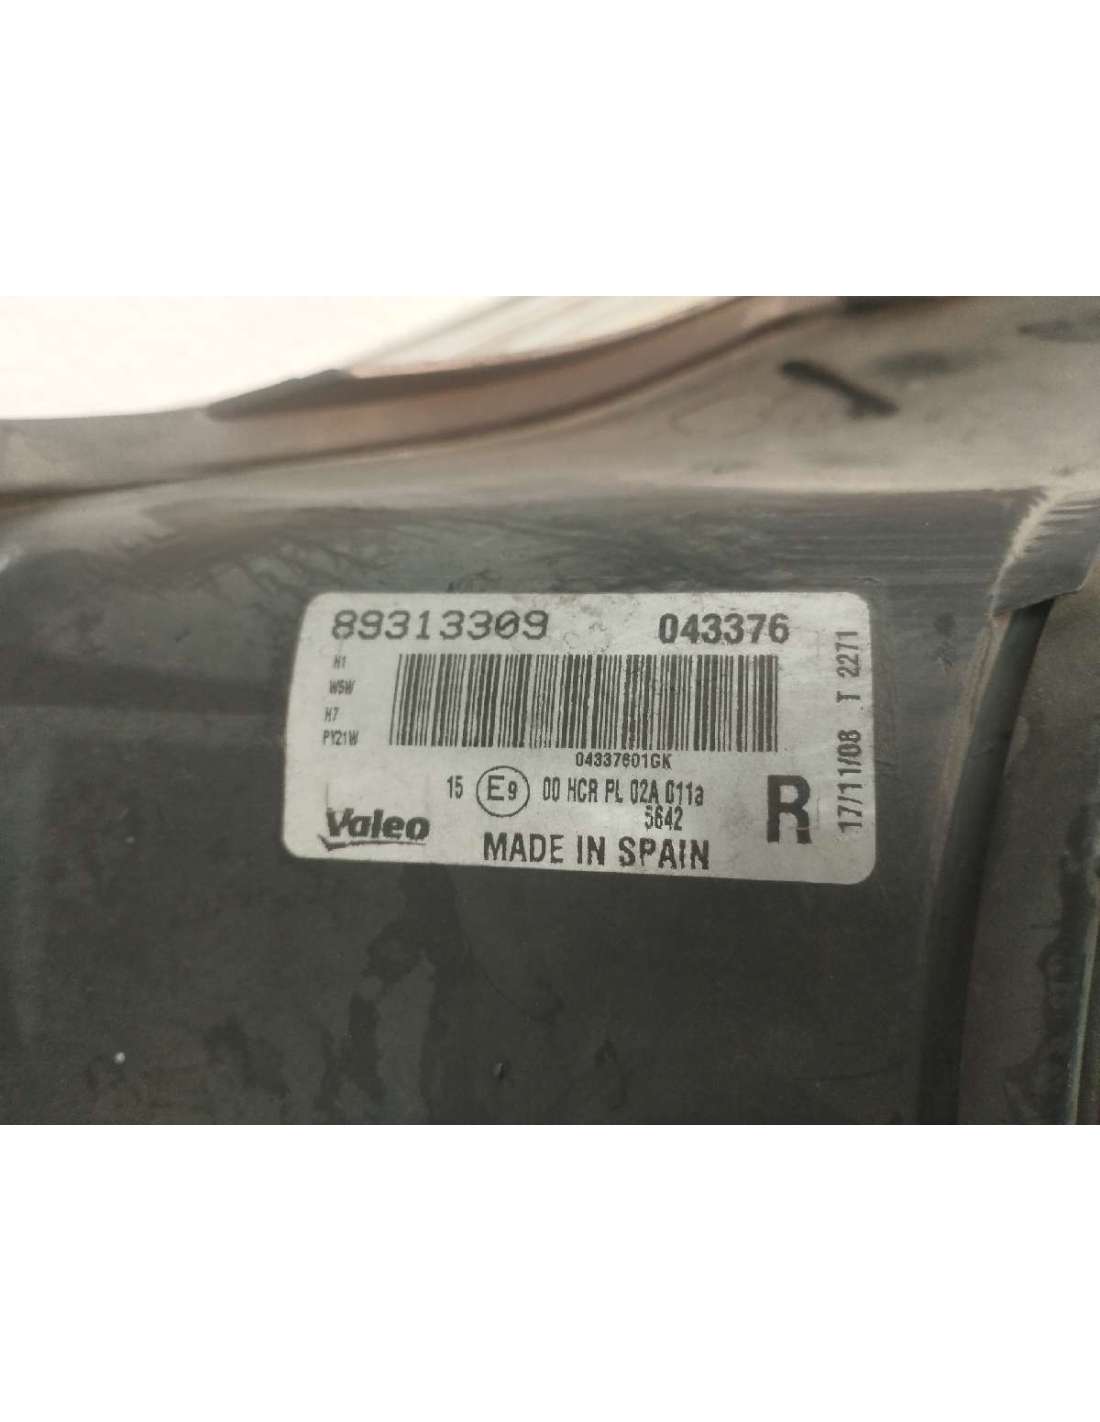 89313309 043376
H1
W5W
H7
PY21W
04337601GK
15 E9 00 HCR PL 02A 011a
5642
Valeo
MADE IN SPAIN
R
17/11/08 T 2271